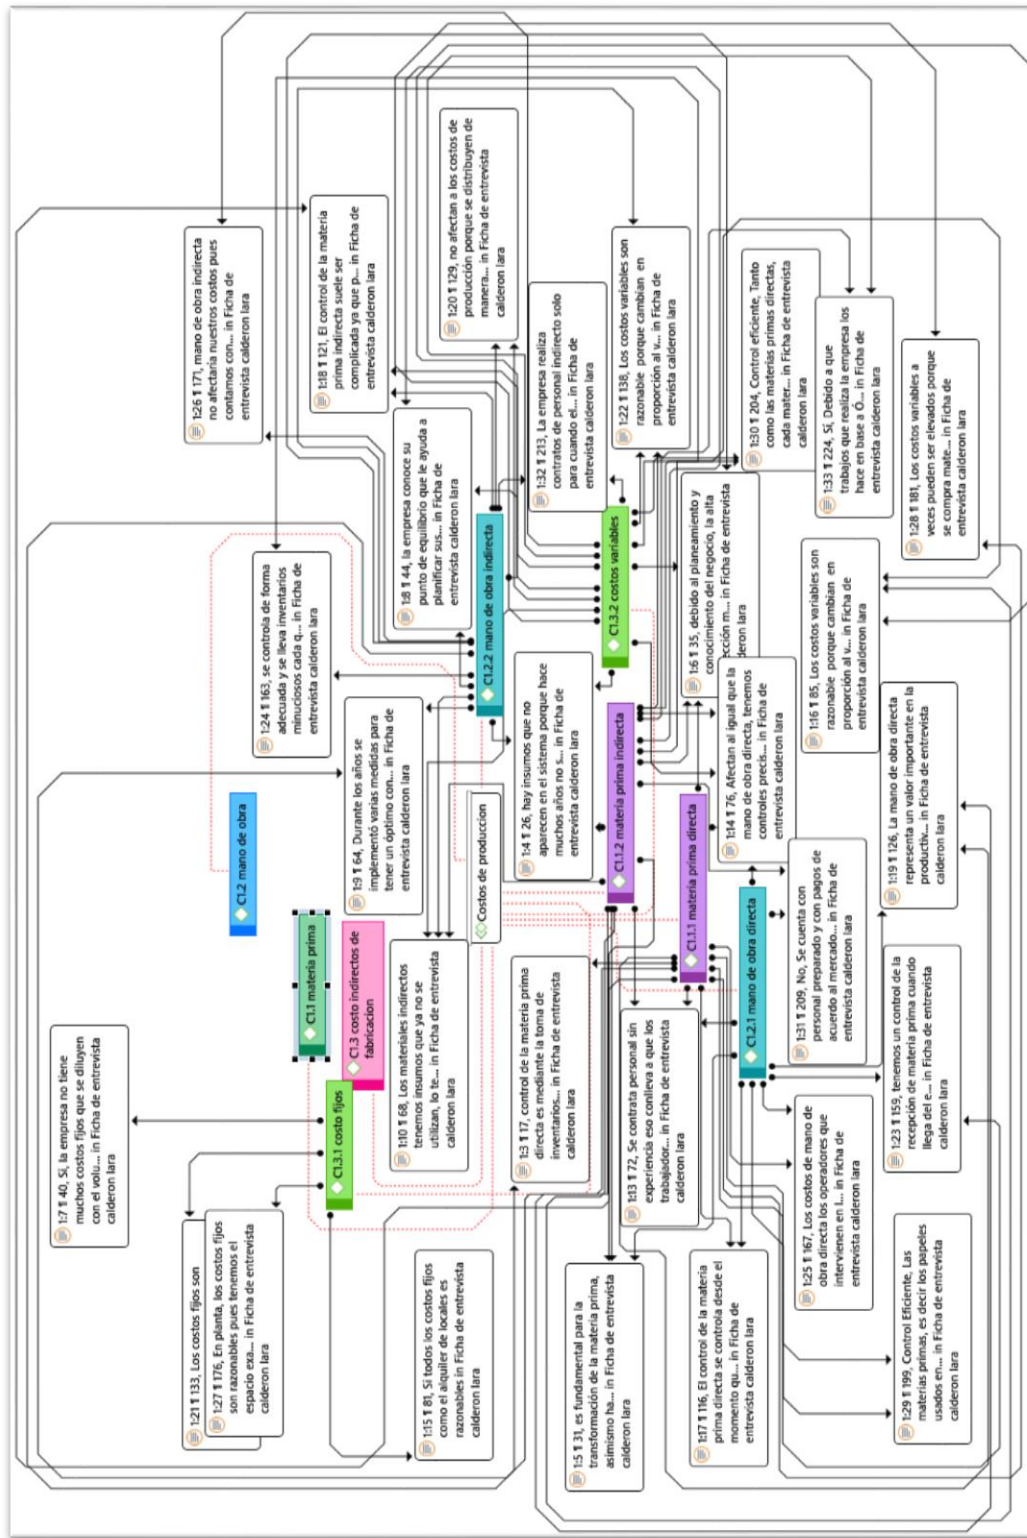 1:7 ¶ 40, Si, la empresa no tiene
muchos costos fijos que se diluyen
con el volu... in Ficha de entrevista
calderon lara
1:21 ¶ 133, Los costos fijos son
1:27 ¶ 176, En planta, los costos fijos
son razonables pues tenemos el
espacio exa... in Ficha de entrevista
calderon lara
1:26 ¶ 171, mano de obra indirecta
no afectaria nuestros costos pues
contamos con... in Ficha de
entrevista calderon lara
C1.2 mano de obra
1:24 ¶ 163, se controla de forma
adecuada y se lleva inventarios
minuciosos cada q... in Ficha de
entrevista calderon lara
C1.1 materia prima
1:18 ¶ 121, El control de la materia
prima indirecta suele ser
complicada ya que p... in Ficha de
entrevista calderon lara
C1.3.1 costo fijos
C1.3 costo indirectos de
fabricacion
1:9 ¶ 64, Durante los años se
implementó varias medidas para
tener un óptimo con... in Ficha de
entrevista calderon lara
1:10 ¶ 68, Los materiales indirectos
tenemos insumos que ya no se
utilizan, lo te... in Ficha de entrevista
calderon lara
1:8 ¶ 44, la empresa conoce su
punto de equilibrio que le ayuda a
planificar sus... in Ficha de
entrevista calderon lara
1:15 ¶ 81, Si todos los costos fijos
como el alquiler de locales es
razonables in Ficha de entrevista
calderon lara
1:20 ¶ 129, no afectan a los costos de
producción porque se distribuyen de
manera... in Ficha de entrevista
calderon lara
Costos de produccion
C1.2.2 mano de obra indirecta
1:3 ¶ 17, control de la materia prima
directa es mediante la toma de
inventarios... in Ficha de entrevista
calderon lara
1:4 ¶ 26, hay insumos que no
aparecen en el sistema porque hace
muchos años no s... in Ficha de
entrevista calderon lara
1:32 ¶ 213, La empresa realiza
contratos de personal indirecto solo
para cuando el... in Ficha de
entrevista calderon lara
1:5 ¶ 31, es fundamental para la
transformación de la materia prima,
asimismo ha... in Ficha de entrevista
calderon lara
C1.1.2 materia prima indirecta
C1.3.2 costos variables
1:22 ¶ 138, Los costos variables son
razonable porque cambian en
proporción al v... in Ficha de
entrevista calderon lara
1:13 ¶ 72, Se contrata personal sin
experiencia eso conlleva a que los
trabajador... in Ficha de entrevista
calderon lara
C1.1.1 materia prima directa
1:6 ¶ 35, debido al planeamiento y
conocimiento del negocio, la alta
ección m... in Ficha de entrevista
deron lara
1:17 ¶ 116, El control de la materia
prima directa se controla desde el
momento qu... in Ficha de
entrevista calderon lara
1:14 ¶ 76, Afectan al igual que la
mano de obra directa, tenemos
controles precis... in Ficha de
entrevista calderon lara
C1.2.1 mano de obra directa
1:30 ¶ 204, Control eficiente, Tanto
como las materias primas directas,
cada mater... in Ficha de entrevista
calderon lara
1:25 ¶ 167, Los costos de mano de
obra directa los operadores que
intervienen en l... in Ficha de
entrevista calderon lara
1:31 ¶ 209, No, Se cuenta con
personal preparado y con pagos de
acuerdo al mercado... in Ficha de
entrevista calderon lara
1:16 ¶ 85, Los costos variables son
razonable porque cambian en
proporción al v... in Ficha de
entrevista calderon lara
1:33 ¶ 224, Si, Debido a que
trabajos que realiza la empresa los
hace en base a Ó... in Ficha de
entrevista calderon lara
1:29 ¶ 199, Control Eficiente, Las
materias primas, es decir los papeles
usados en... in Ficha de entrevista
calderon lara
1:23 ¶ 159, tenemos un control de la
recepción de materia prima cuando
llega del e... in Ficha de entrevista
calderon lara
1:19 ¶ 126, La mano de obra directa
representa un valor importante en la
productiv... in Ficha de entrevista
calderon lara
1:28 ¶ 181, Los costos variables a
veces pueden ser elevados porque
se compra mate... in Ficha de
entrevista calderon lara